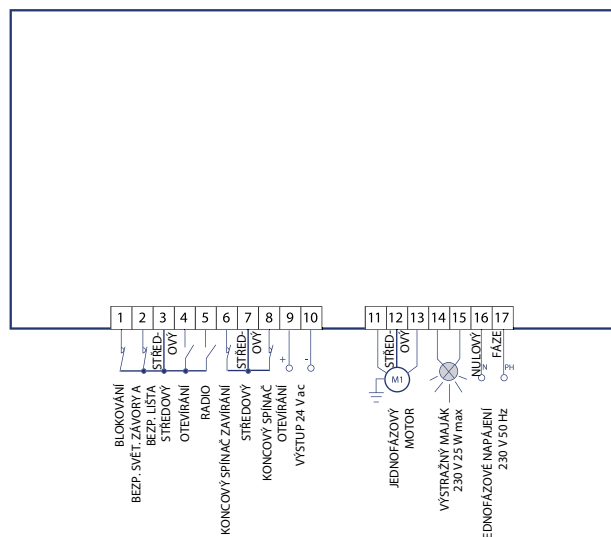 1 2 3 4 5 6 7 8 9 10
11 12 13 14 15 16 17
STŘED-
OVÝ
STŘED-
OVÝ
+
-
STŘED-
OVÝ
M1
NULOVÝ
N
FÁZE
PH
BLOKOVÁNÍ
BEZP. SVĚT. ZÁVORY A
BEZP. LIŠTA
STŘEDOVÝ
OTEVÍRÁNÍ
RADIO
KONCOVÝ SPÍNAČ ZAVÍRÁNÍ
STŘEDOVÝ
KONCOVÝ SPÍNAČ
OTEVÍRÁNÍ
VÝSTUP 24 V ac
JEDNOFÁZOVÝ
MOTOR
VÝSTRAŽNÝ MAJÁK
230 V 25 W max
JEDNOFÁZOVÉ NAPÁJENÍ
230 V 50 Hz